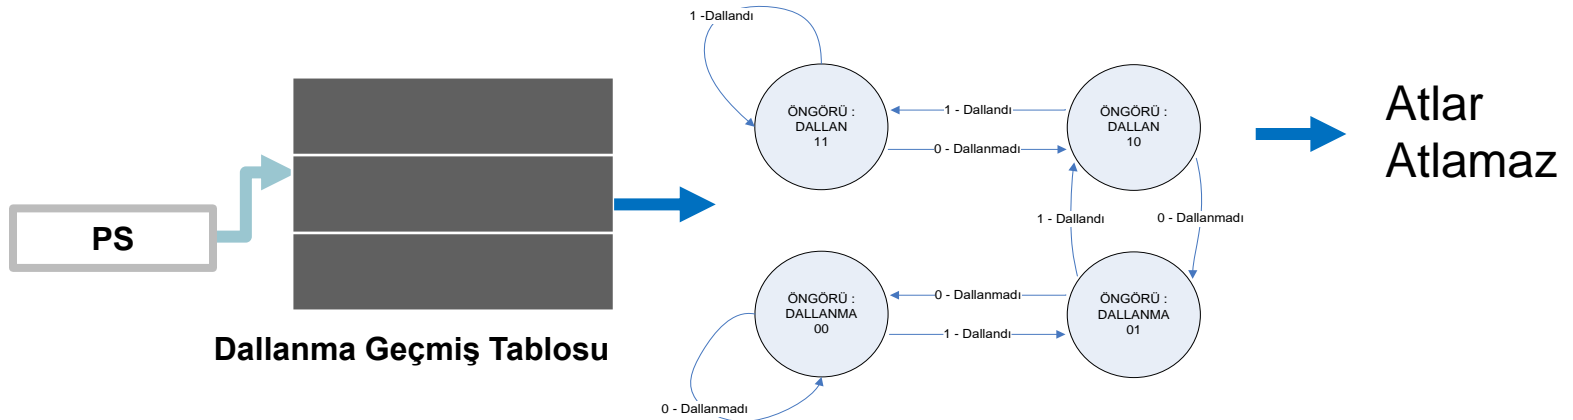 1 -Dallandı
ÖNGÖRÜ :
DALLAN
11
1 - Dallandı
0 - Dallanmadı
ÖNGÖRÜ :
DALLAN
10
Atlar
Atlamaz
PS
1 - Dallandı
0 - Dallanmadı
ÖNGÖRÜ :
DALLANMA
00
0 - Dallanmadı
1 - Dallandı
ÖNGÖRÜ :
DALLANMA
01
Dallanma Geçmiş Tablosu
0 - Dallanmadı